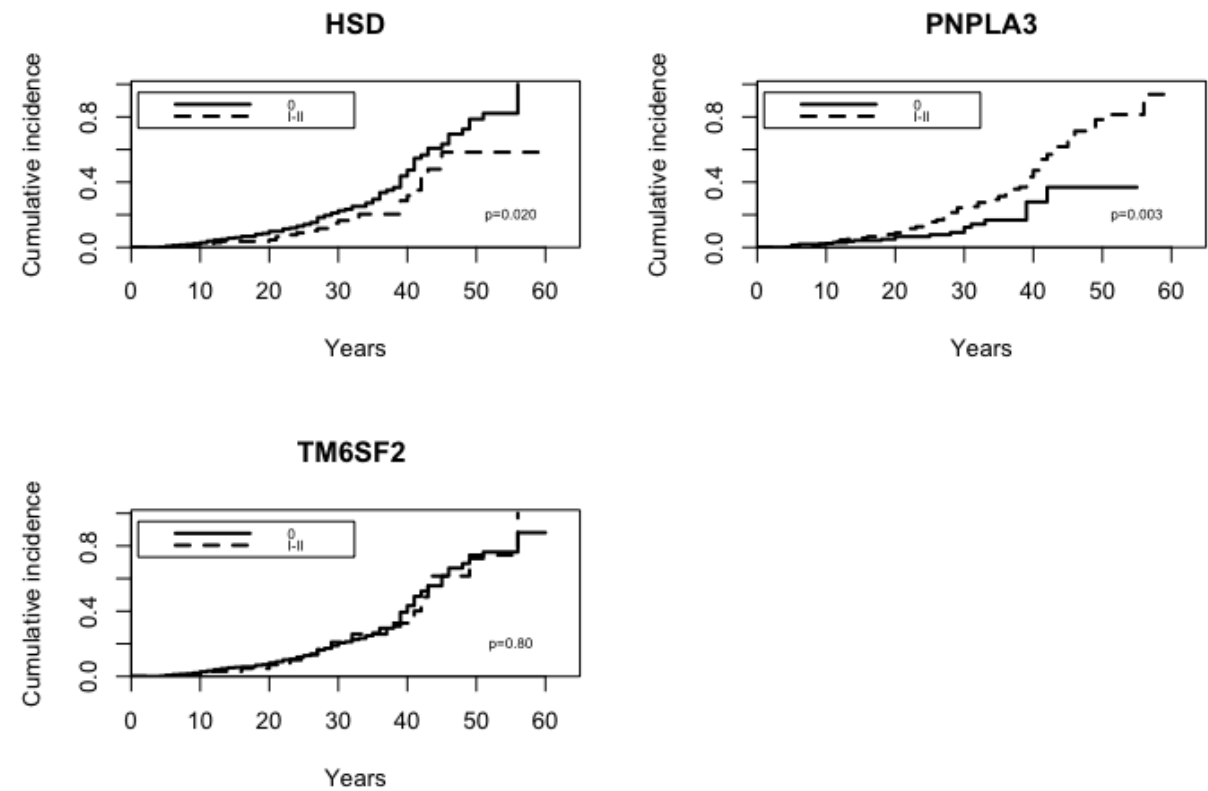 HSD
Cumulative incidence
0.8
0.4
0.0
0
I-II
p=0.020
0 10 20 30 40 50 60
Years
PNPLA3
Cumulative incidence
0.8
0.4
0.0
0
I-II
p=0.003
0 10 20 30 40 50 60
Years
TM6SF2
Cumulative incidence
0.8
0.4
0.0
0
I-II
p=0.80
0 10 20 30 40 50 60
Years